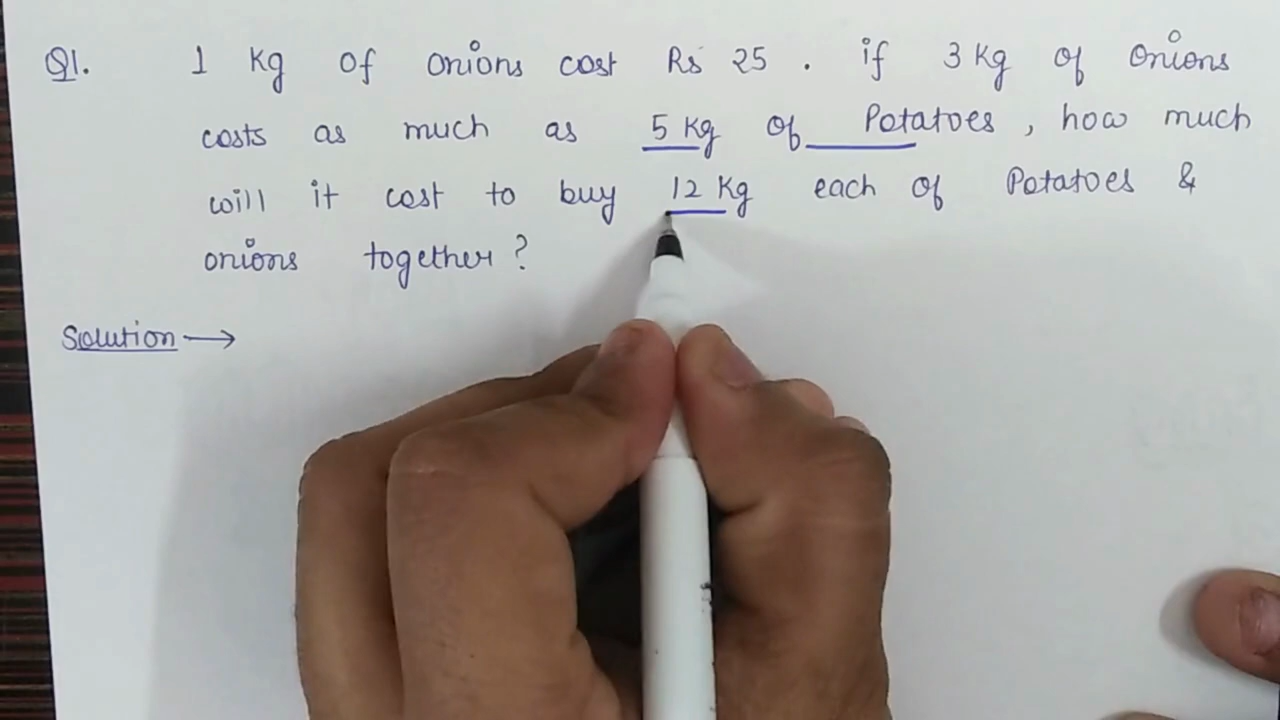 Q1. 1 Kg of onions cost Rs 25 . if 3 Kg of onions
costs as much as 5 Kg of Potatoes , how much
will it cost to buy 12 Kg each of Potatoes &
onions together ?
Solution →